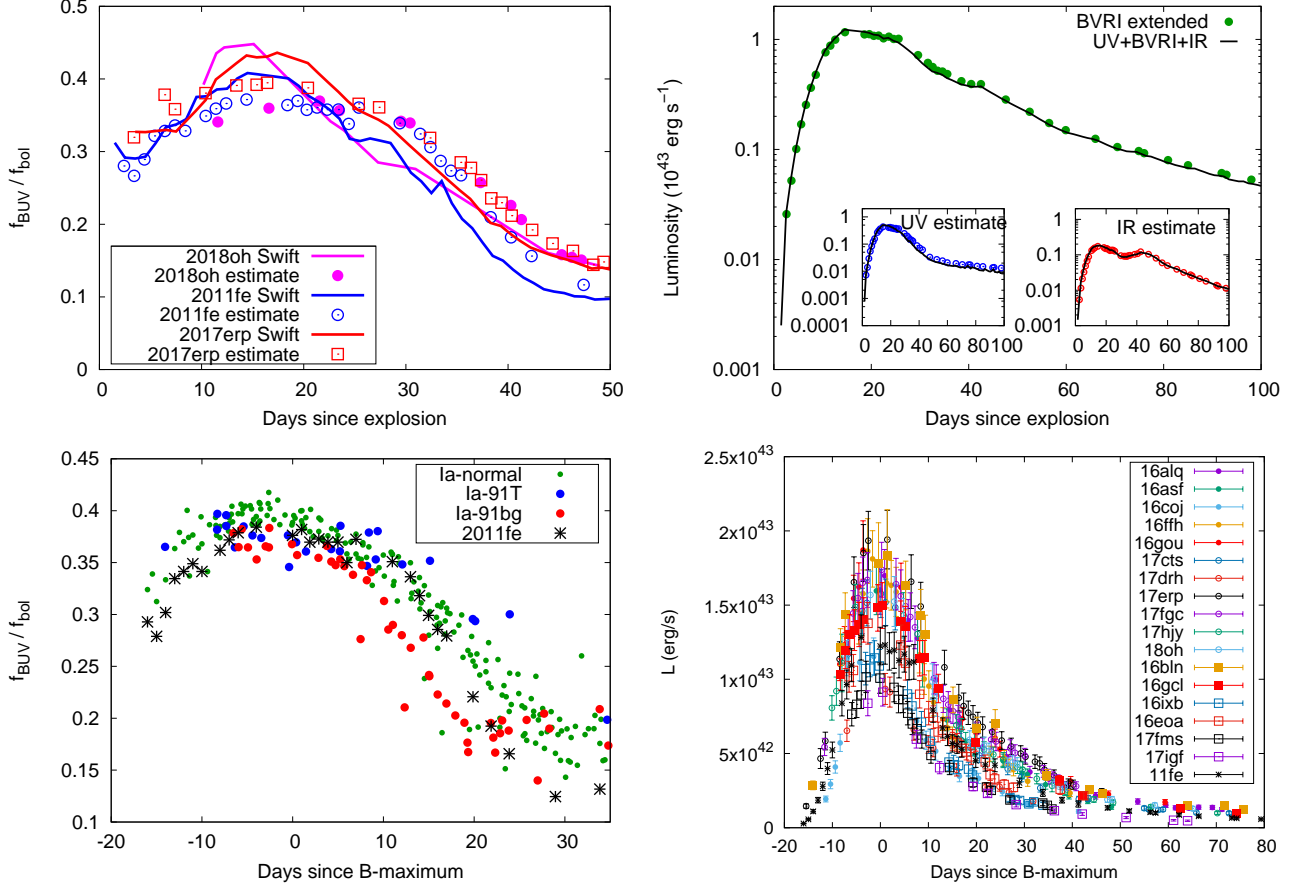 f_BUV / f_bol
0.5
0.4
0.3
0.2
0.1
0
2018oh Swift
2018oh estimate
2011fe Swift
2011fe estimate
2017erp Swift
2017erp estimate
0 10 20 30 40 50
Days since explosion
Luminosity (10^43 erg s^-1)
1
0.1
0.01
0.001
BVRI extended
UV+BVRI+IR
UV estimate
1
0.1
0.01
0.001
0.0001
0 20 40 60 80 100
IR estimate
1
0.1
0.01
0.001
0 20 40 60 80 100
0 20 40 60 80 100
Days since explosion
f_BUV / f_bol
0.45
0.4
0.35
0.3
0.25
0.2
0.15
0.1
Ia-normal
Ia-91T
Ia-91bg
2011fe
-20 -10 0 10 20 30
Days since B-maximum
L (erg/s)
2.5x10^43
2x10^43
1.5x10^43
1x10^43
5x10^42
0
16alq
16asf
16coj
16ffh
16gou
17cts
17drh
17erp
17fgc
17hjy
18oh
16bln
16gcl
16ixb
16eoa
17fms
17igf
11fe
-20 -10 0 10 20 30 40 50 60 70 80
Days since B-maximum